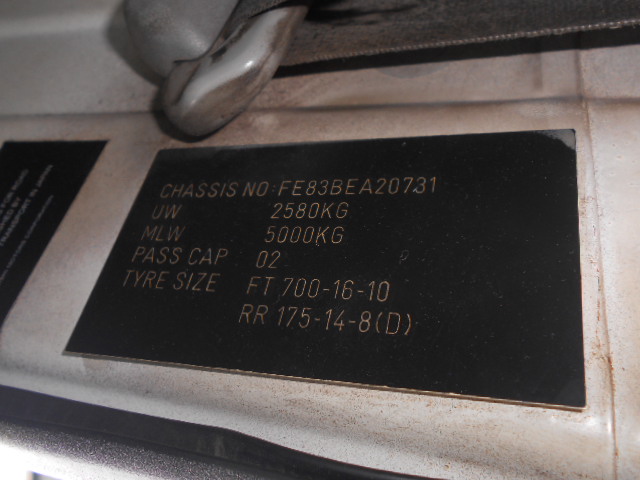 CHASSIS NO:FE83BEA20731
UW 2580KG
MLW 5000KG
PASS CAP 02
TYRE SIZE FT 700-16-10
RR 175-14-8(D)